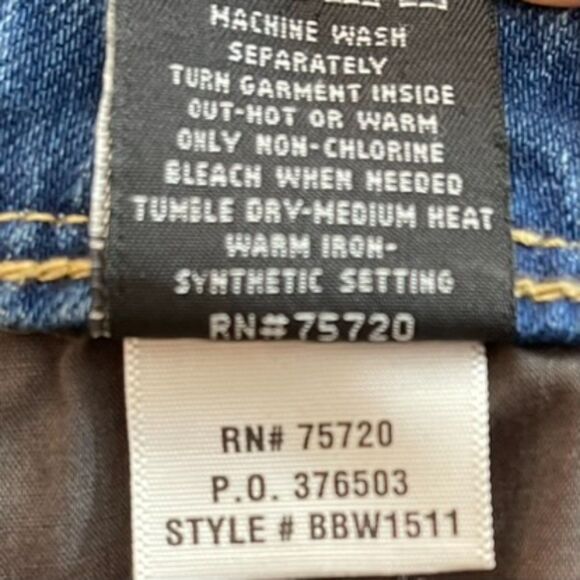 MACHINE WASH
SEPARATELY
TURN GARMENT INSIDE
OUT-HOT OR WARM
ONLY NON-CHLORINE
BLEACH WHEN NEEDED
TUMBLE DRY-MEDIUM HEAT
WARM IRON-
SYNTHETIC SETTING
RN#75720
RN# 75720
P.O. 376503
STYLE # BBW1511